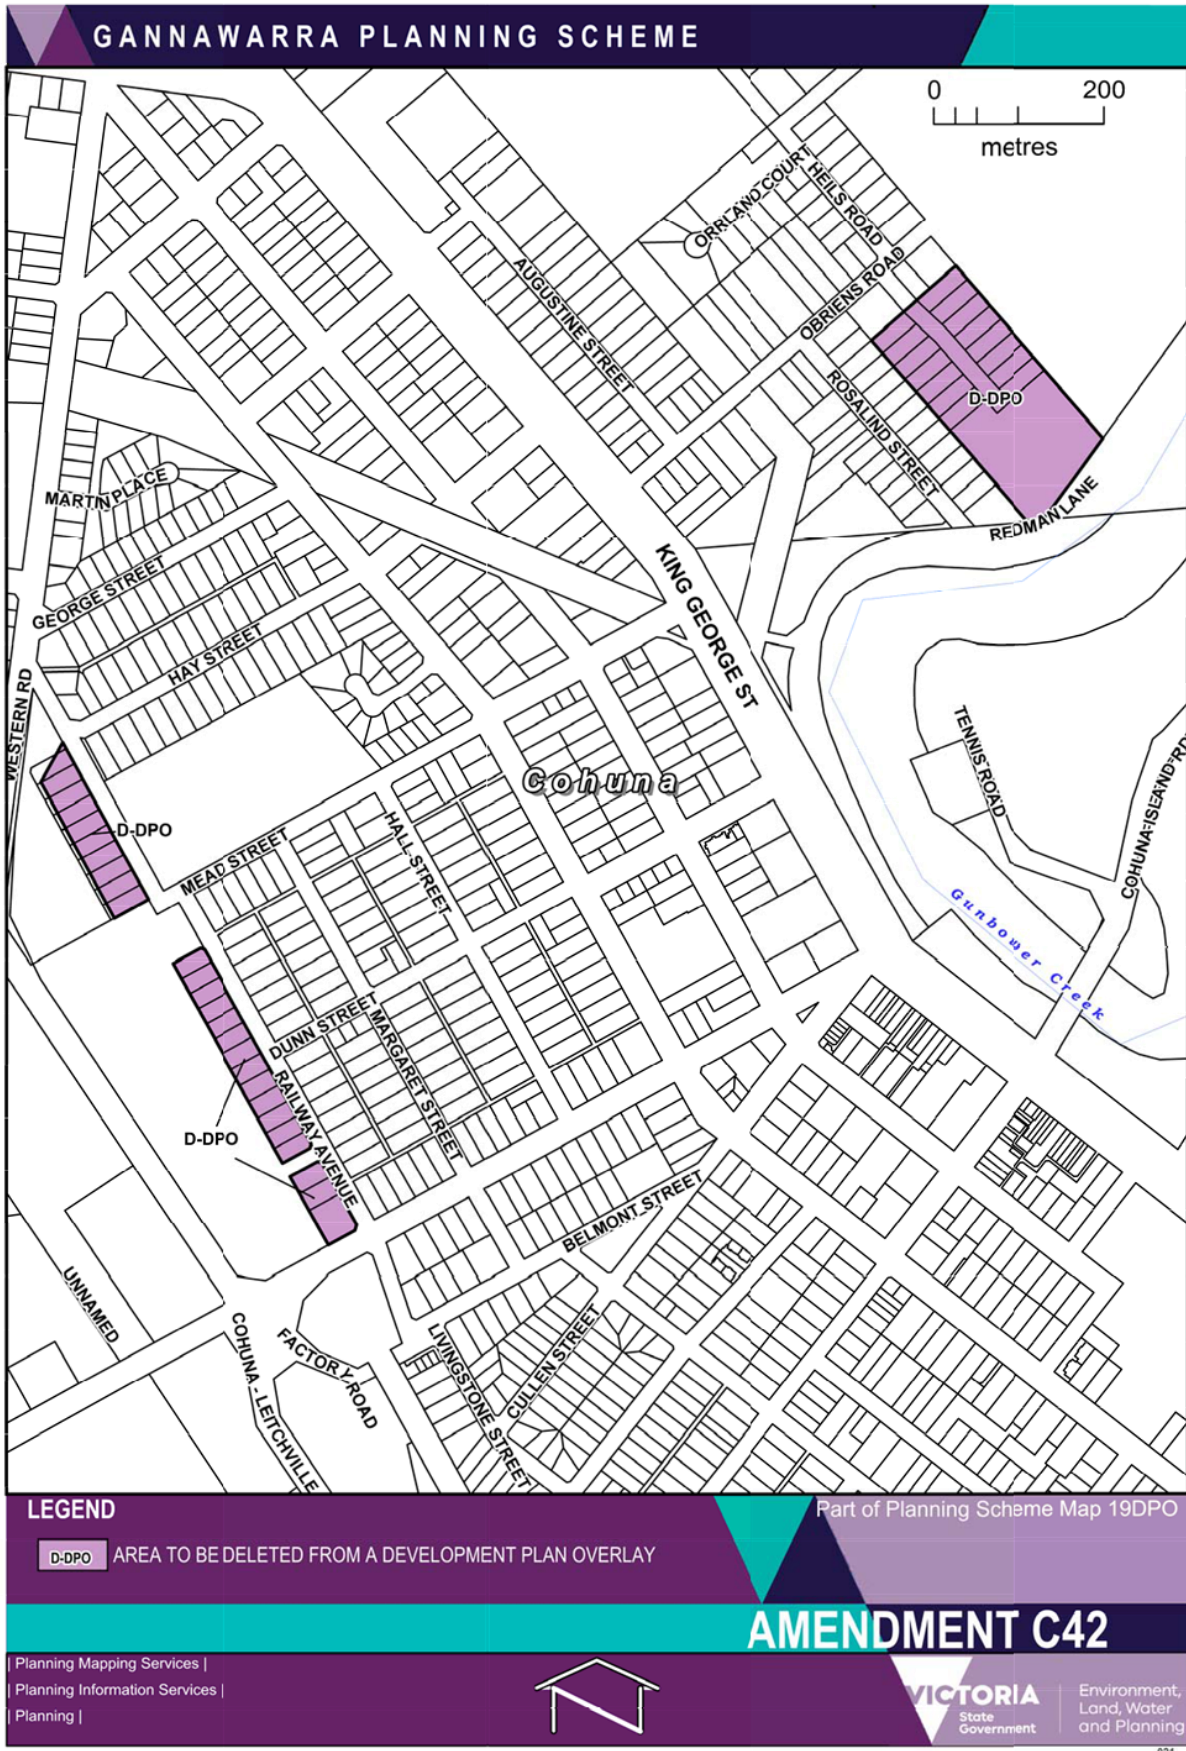 GANNAWARRA PLANNING SCHEME
0 200
metres
ORRLAND COURT
HEILS ROAD
AUGUSTINE STREET
OBRIENS ROAD
ROSALIND STREET
D-DPO
REDMAN LANE
MARTIN PLACE
GEORGE STREET
HAY STREET
KING GEORGE ST
WESTERN RD
TENNIS ROAD
COHUNA-ISLAND-RD
Cohuna
D-DPO
MEAD STREET
HALL STREET
Gunbower Creek
DUNN STREET
MARGARET STREET
RAILWAY AVENUE
D-DPO
BELMONT STREET
UNNAMED
COHUNA - LEITCHVILLE
FACTORY ROAD
LIVINGSTONE STREET
CULLEN STREET
LEGEND
D-DPO AREA TO BE DELETED FROM A DEVELOPMENT PLAN OVERLAY
Part of Planning Scheme Map 19DPO
AMENDMENT C42
| Planning Mapping Services |
| Planning Information Services |
| Planning |
VICTORIA
State
Government
Environment,
Land, Water
and Planning